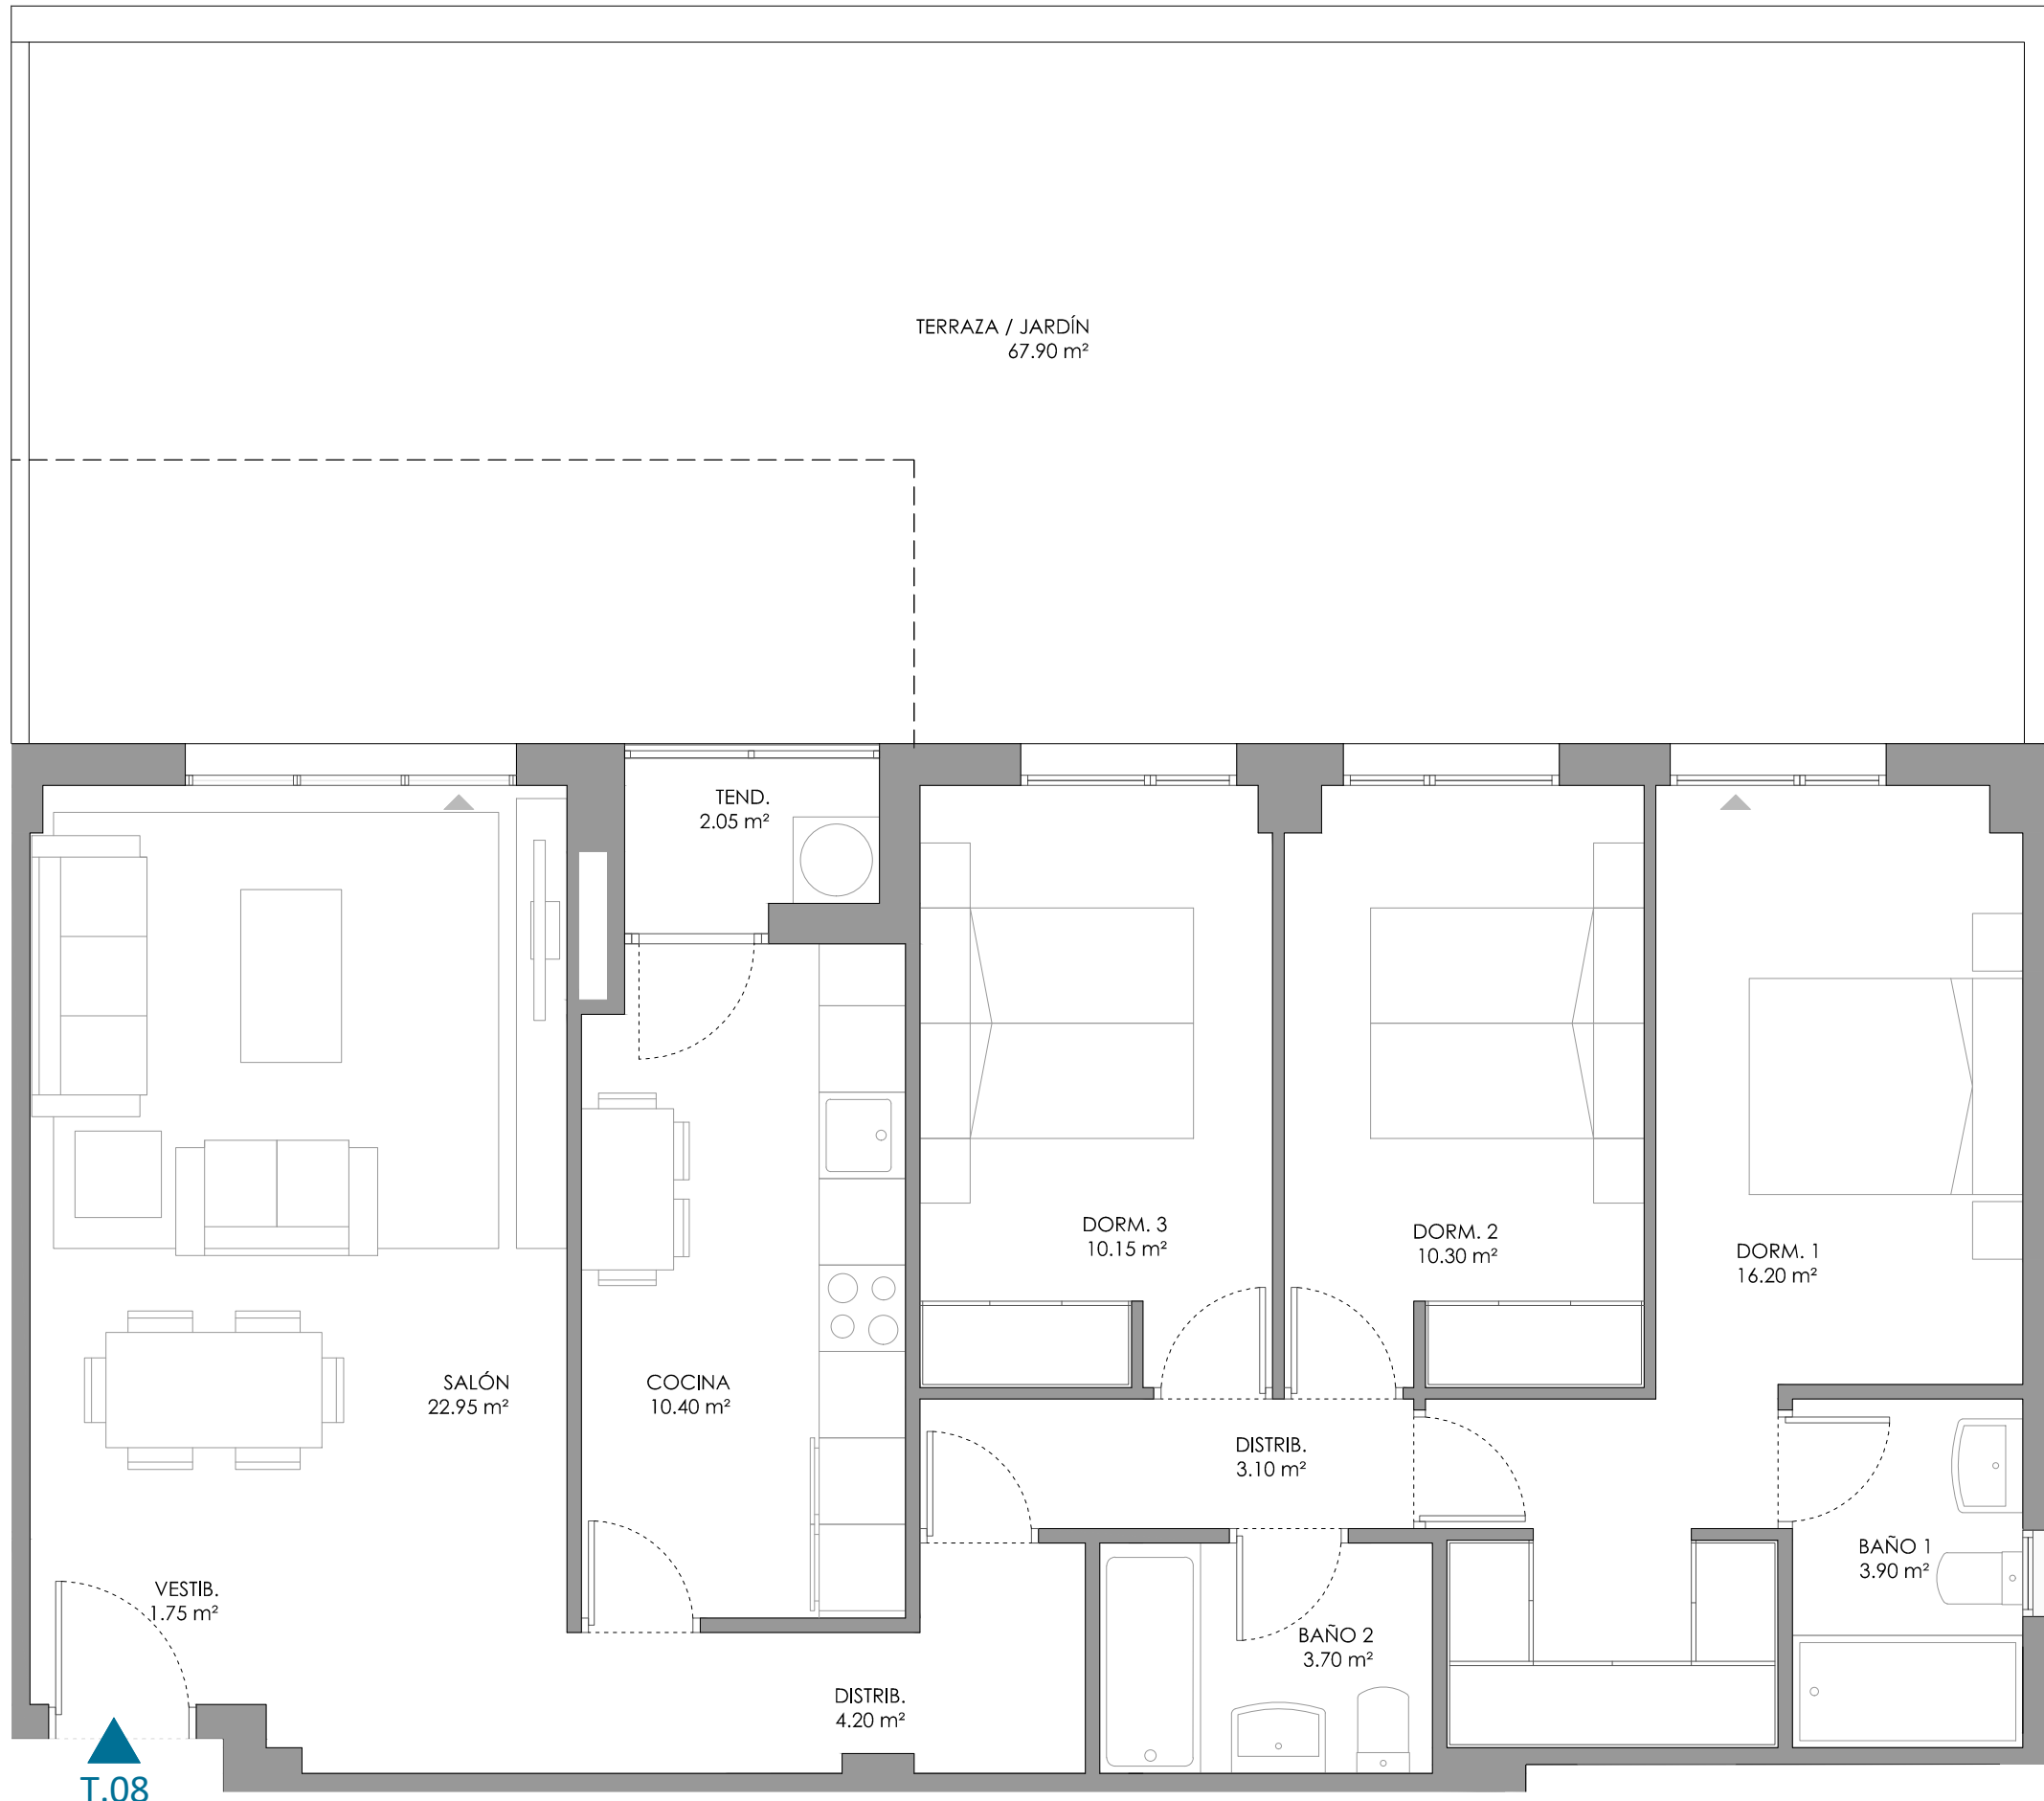 TERRAZA / JARDÍN
67.90 m²
TEND.
2.05 m²
DORM. 3
10.15 m²
DORM. 2
10.30 m²
DORM. 1
16.20 m²
SALÓN
22.95 m²
COCINA
10.40 m²
DISTRIB.
3.10 m²
BAÑO 1
3.90 m²
VESTIB.
1.75 m²
BAÑO 2
3.70 m²
DISTRIB.
4.20 m²
T.08